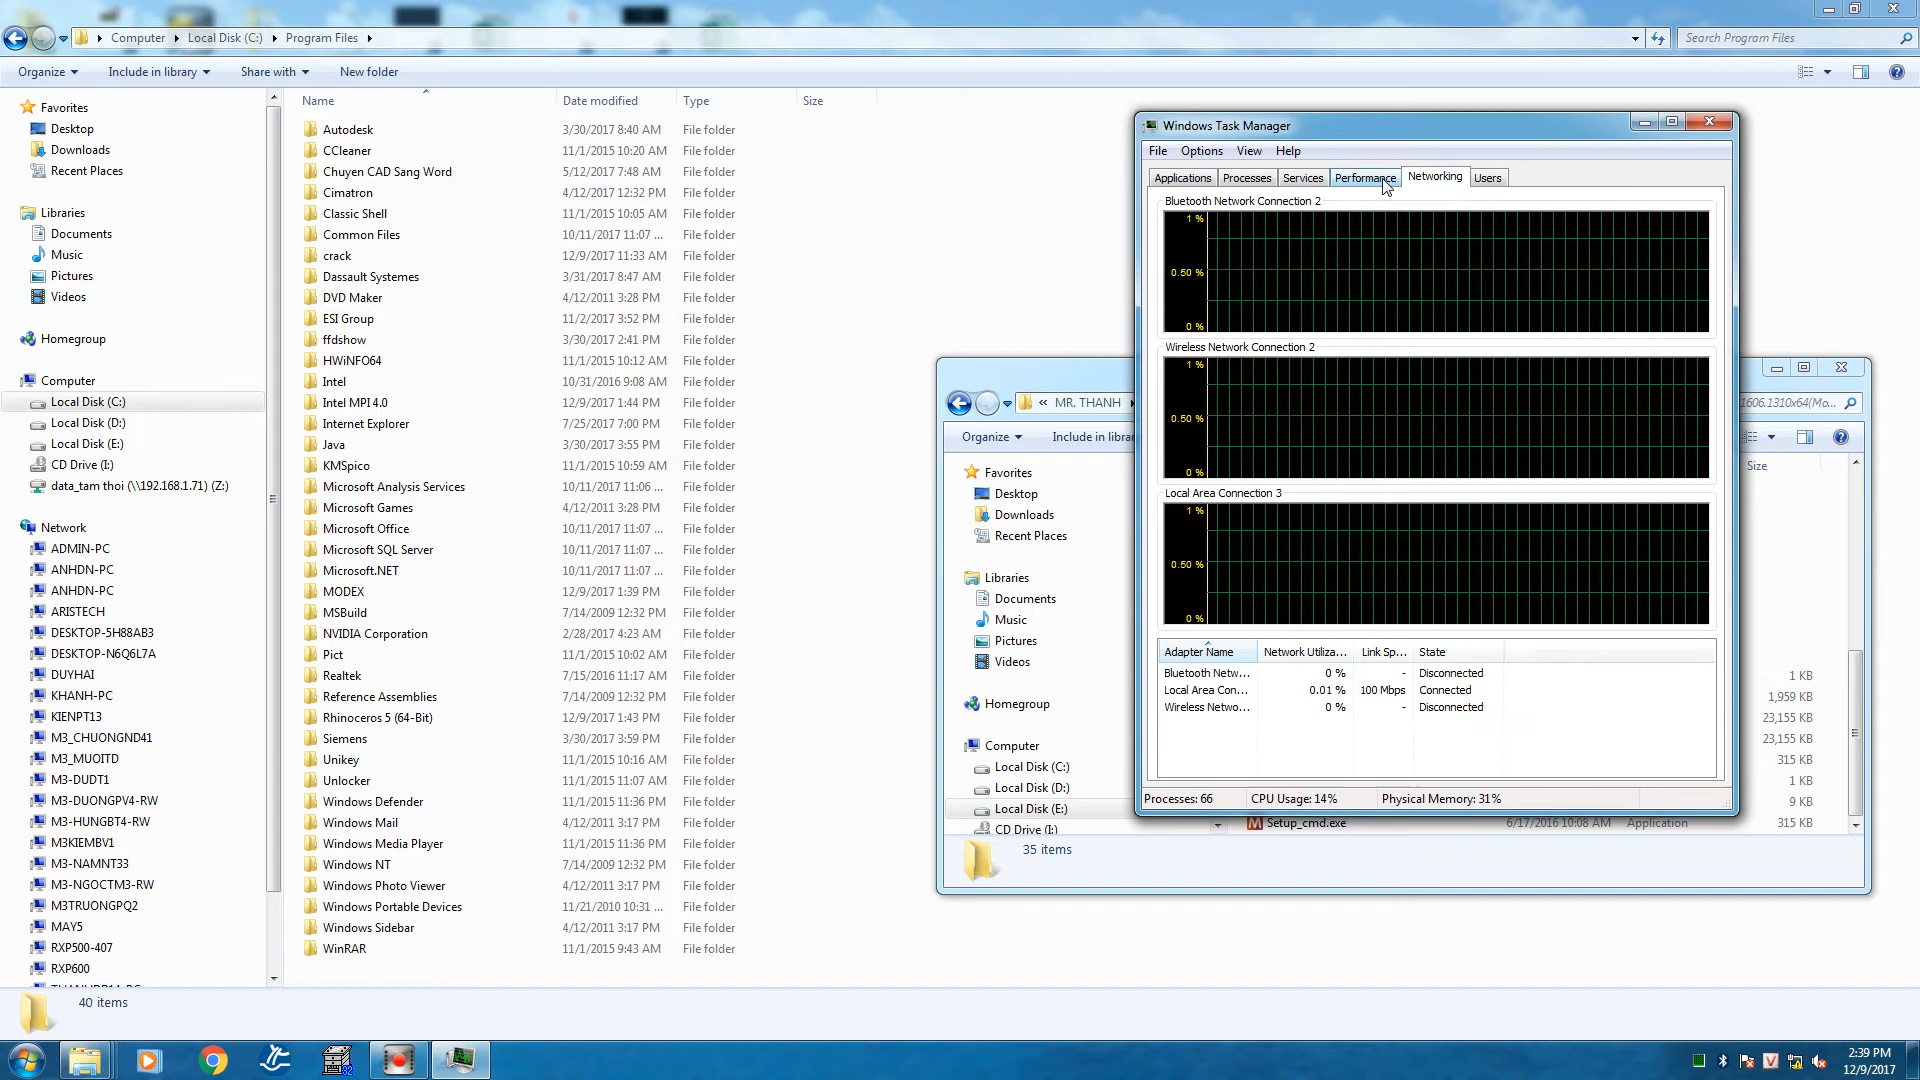 Computer Local Disk (C:) Program Files
Search Program Files
Organize Include in library Share with New folder
Favorites
Desktop
Downloads
Recent Places
Libraries
Documents
Music
Pictures
Videos
Homegroup
Computer
Local Disk (C:)
Local Disk (D:)
Local Disk (E:)
CD Drive (I:)
data_tam thoi (\\192.168.1.71) (Z:)
Network
ADMIN-PC
ANHDN-PC
ANHDN-PC
ARISTECH
DESKTOP-5H88AB3
DESKTOP-N6Q6L7A
DUYHAI
KHANH-PC
KIENPT13
M3_CHUONGND41
M3_MUOITD
M3-DUDT1
M3-DUONGPV4-RW
M3-HUNGBT4-RW
M3KIEMBV1
M3-NAMNT33
M3-NGOCTM3-RW
M3TRUONGPQ2
MAY5
RXP500-407
RXP600
Name Date modified Type Size
Autodesk 3/30/2017 8:40 AM File folder
CCleaner 11/1/2015 10:20 AM File folder
Chuyen CAD Sang Word 5/12/2017 7:48 AM File folder
Cimatron 4/12/2017 12:32 PM File folder
Classic Shell 11/1/2015 10:05 AM File folder
Common Files 10/11/2017 11:07 ... File folder
crack 12/9/2017 11:33 AM File folder
Dassault Systemes 3/31/2017 8:47 AM File folder
DVD Maker 4/12/2011 3:28 PM File folder
ESI Group 11/2/2017 3:52 PM File folder
ffdshow 3/30/2017 2:41 PM File folder
HWiNFO64 11/1/2015 10:12 AM File folder
Intel 10/31/2016 9:08 AM File folder
Intel MPI 4.0 12/9/2017 1:44 PM File folder
Internet Explorer 7/25/2017 7:00 PM File folder
Java 3/30/2017 3:55 PM File folder
KMSpico 11/1/2015 10:59 AM File folder
Microsoft Analysis Services 10/11/2017 11:06 ... File folder
Microsoft Games 4/12/2011 3:28 PM File folder
Microsoft Office 10/11/2017 11:07 ... File folder
Microsoft SQL Server 10/11/2017 11:07 ... File folder
Microsoft.NET 10/11/2017 11:07 ... File folder
MODEX 12/9/2017 1:39 PM File folder
MSBuild 7/14/2009 12:32 PM File folder
NVIDIA Corporation 2/28/2017 4:23 AM File folder
Pict 11/1/2015 10:02 AM File folder
Realtek 7/15/2016 11:17 AM File folder
Reference Assemblies 7/14/2009 12:32 PM File folder
Rhinoceros 5 (64-Bit) 12/9/2017 1:43 PM File folder
Siemens 3/30/2017 3:59 PM File folder
Unikey 11/1/2015 10:16 AM File folder
Unlocker 11/1/2015 11:07 AM File folder
Windows Defender 11/1/2015 11:36 PM File folder
Windows Mail 4/12/2011 3:17 PM File folder
Windows Media Player 11/1/2015 11:36 PM File folder
Windows NT 7/14/2009 12:32 PM File folder
Windows Photo Viewer 4/12/2011 3:17 PM File folder
Windows Portable Devices 11/21/2010 10:31 ... File folder
Windows Sidebar 4/12/2011 3:17 PM File folder
WinRAR 11/1/2015 9:43 AM File folder
40 items
Windows Task Manager
File Options View Help
Applications Processes Services Performance Networking Users
Bluetooth Network Connection 2
1 %
0.50 %
0 %
Wireless Network Connection 2
1 %
0.50 %
0 %
Local Area Connection 3
1 %
0.50 %
0 %
Adapter Name Network Utiliza... Link Sp... State
Bluetooth Netw... 0 % - Disconnected
Local Area Con... 0.01 % 100 Mbps Connected
Wireless Netwo... 0 % - Disconnected
Processes: 66 CPU Usage: 14% Physical Memory: 31%
« MR. THANH
1606.1310x64(Mo...
Organize
Favorites
Desktop
Downloads
Recent Places
Libraries
Documents
Music
Pictures
Videos
Homegroup
Computer
Local Disk (C:)
Local Disk (D:)
Local Disk (E:)
CD Drive (I:)
Size
1 KB
1,959 KB
23,155 KB
23,155 KB
315 KB
1 KB
9 KB
Setup_cmd.exe 6/17/2016 10:08 AM Application 315 KB
35 items
2:39 PM
12/9/2017